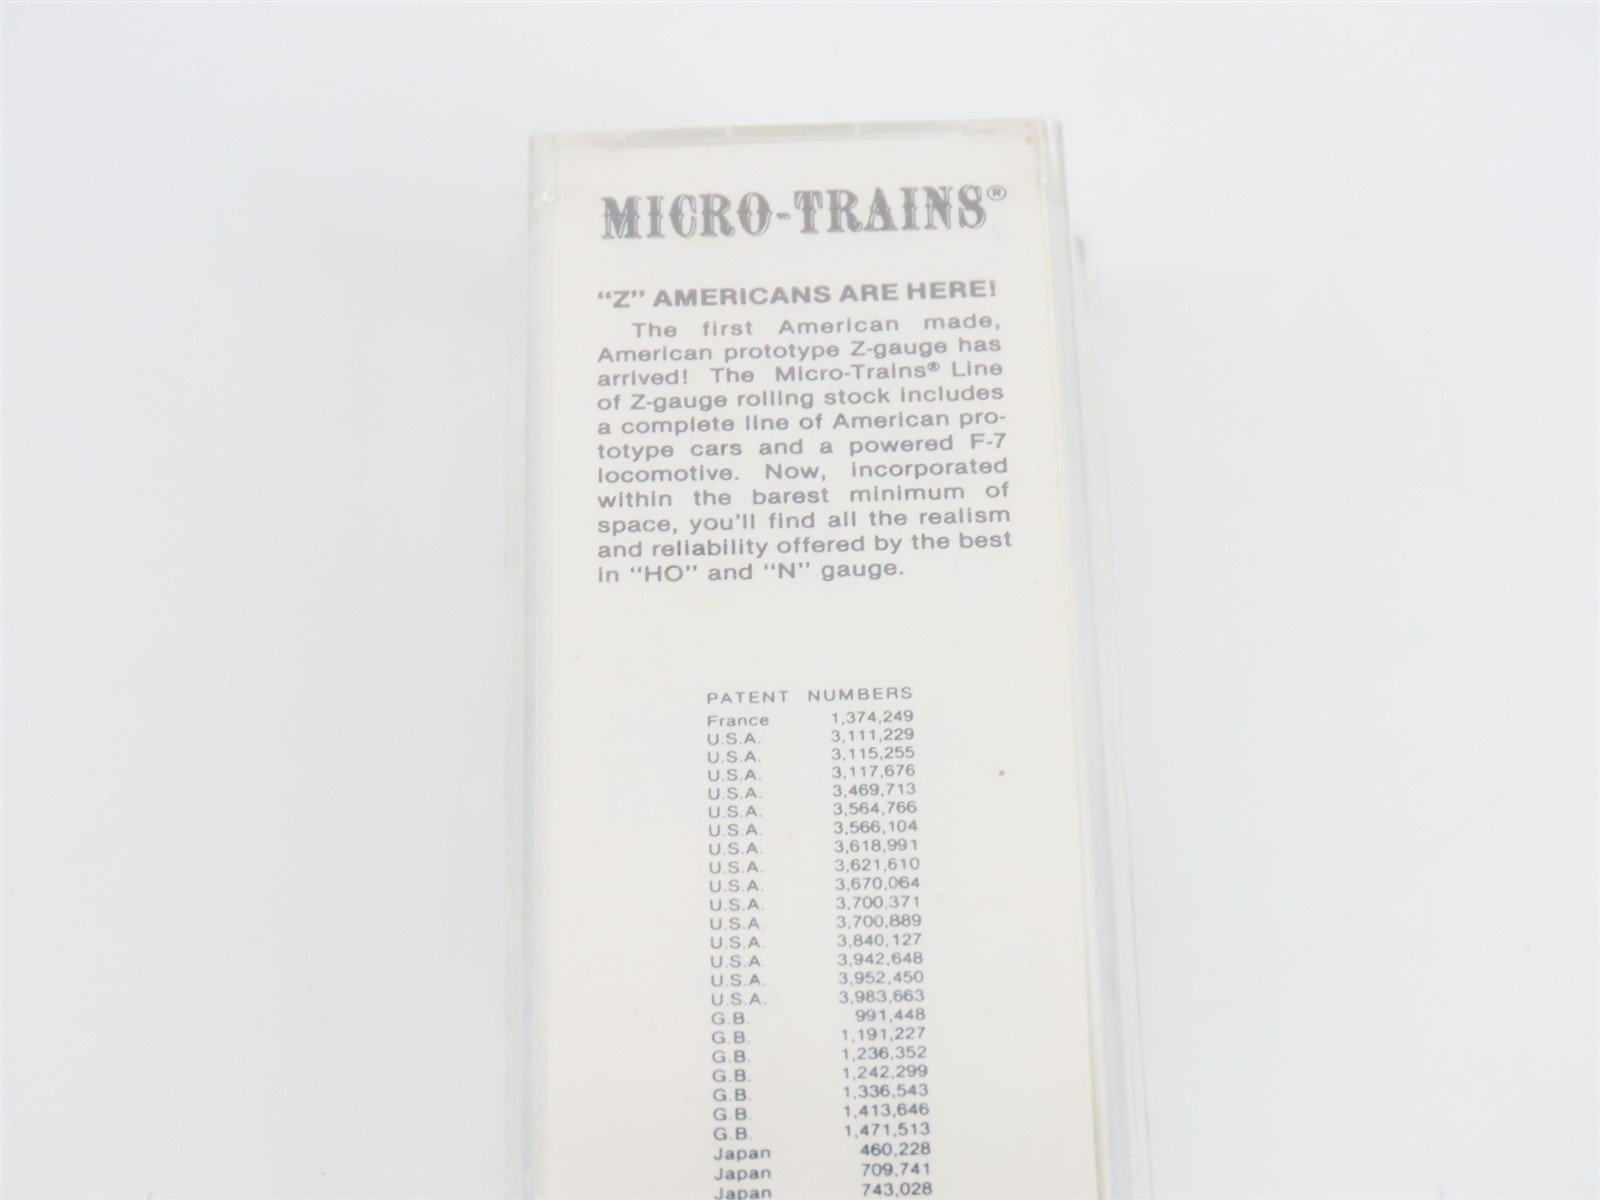 MICRO-TRAINS®
“Z” AMERICANS ARE HERE!
The first American made,
American prototype Z-gauge has
arrived! The Micro-Trains® Line
of Z-gauge rolling stock includes
a complete line of American pro-
totype cars and a powered F-7
locomotive. Now, incorporated
within the barest minimum of
space, you'll find all the realism
and reliability offered by the best
in “HO” and “N” gauge.
PATENT NUMBERS
France 1,374,249
U.S.A. 3,111,229
U.S.A. 3,115,255
U.S.A. 3,117,676
U.S.A. 3,469,713
U.S.A. 3,564,766
U.S.A. 3,566,104
U.S.A. 3,618,991
U.S.A. 3,621,610
U.S.A. 3,670,064
U.S.A. 3,700,371
U.S.A. 3,700,889
U.S.A. 3,840,127
U.S.A. 3,942,648
U.S.A. 3,952,450
U.S.A. 3,983,663
G.B. 991,448
G.B. 1,191,227
G.B. 1,236,352
G.B. 1,242,299
G.B. 1,336,543
G.B. 1,413,646
G.B. 1,471,513
Japan 460,228
Japan 709,741
Japan 743,028